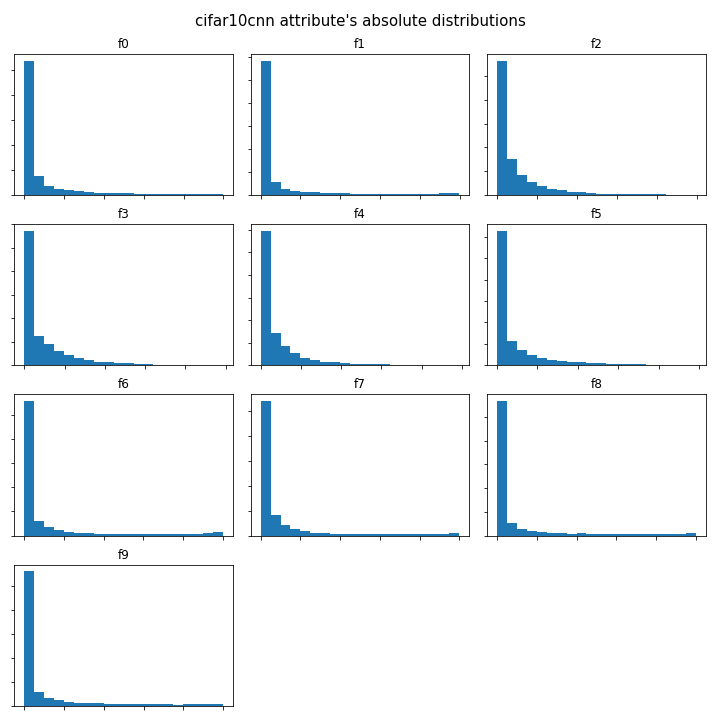 cifar10cnn attribute's absolute distributions
f0
f1
f2
f3
f4
f5
f6
f7
f8
f9